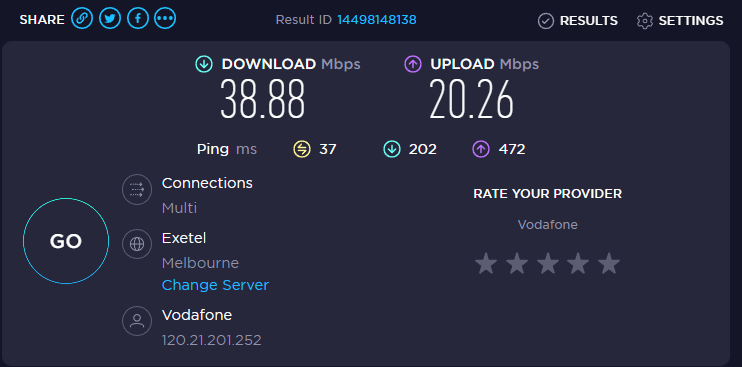 SHARE Result ID 14498148138 RESULTS SETTINGS
DOWNLOAD Mbps UPLOAD Mbps
38.88 20.26
Ping ms 37 202 472
Connections
Multi
RATE YOUR PROVIDER
Vodafone
GO
Exetel
Melbourne
Change Server
Vodafone
120.21.201.252